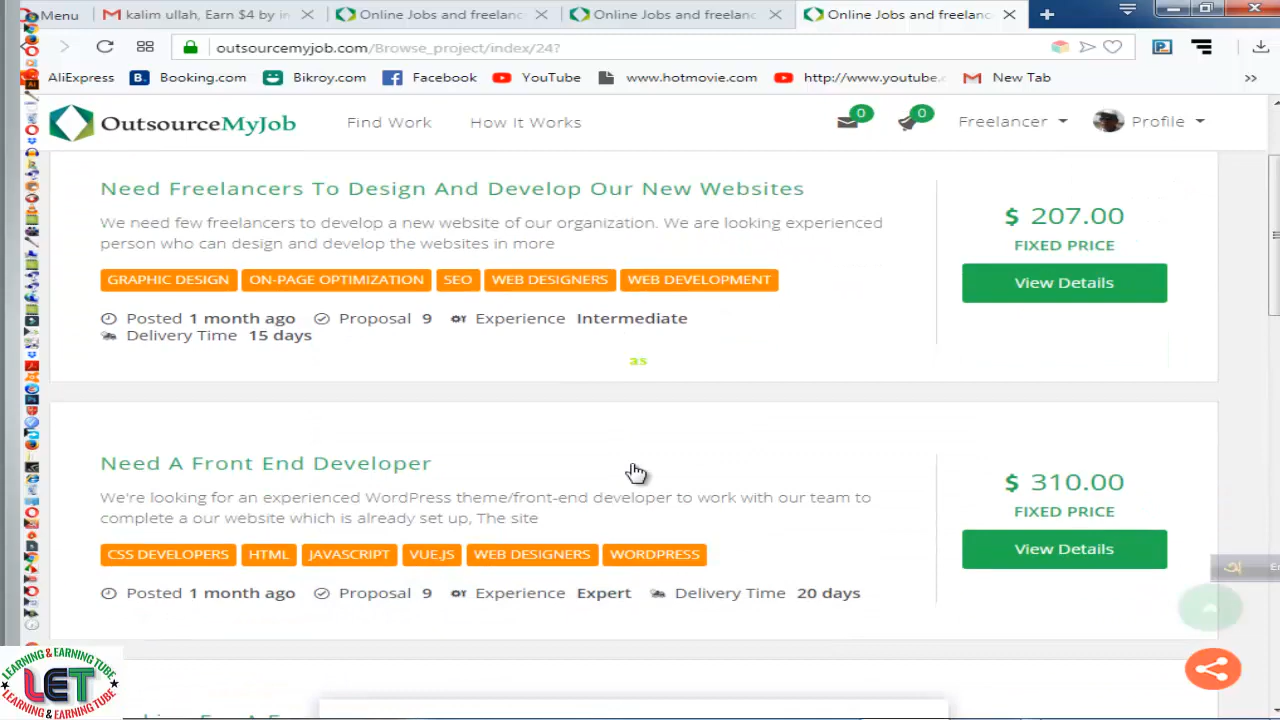 Menu
kalim ullah, Earn $4 by in
Online Jobs and freelanc
Online Jobs and freelanc
Online Jobs and freelanc
outsourcemyjob.com/Browse_project/index/24?
AliExpress
B.
Booking.com
Bikroy.com
Facebook
YouTube
www.hotmovie.com
http://www.youtube.c
New Tab
OutsourceMyJob
Find Work
How It Works
0
0
Freelancer
Profile
Need Freelancers To Design And Develop Our New Websites
We need few freelancers to develop a new website of our organization. We are looking experienced
person who can design and develop the websites in more
GRAPHIC DESIGN
ON-PAGE OPTIMIZATION
SEO
WEB DESIGNERS
WEB DEVELOPMENT
Posted 1 month ago
Proposal 9
Experience Intermediate
Delivery Time 15 days
$ 207.00
FIXED PRICE
View Details
as
Need A Front End Developer
We're looking for an experienced WordPress theme/front-end developer to work with our team to
complete a our website which is already set up, The site
CSS DEVELOPERS
HTML
JAVASCRIPT
VUE.JS
WEB DESIGNERS
WORDPRESS
Posted 1 month ago
Proposal 9
Experience Expert
Delivery Time 20 days
$ 310.00
FIXED PRICE
View Details
LEARNING & EARNING TUBE
LET
LEARNING & EARNING TUBE